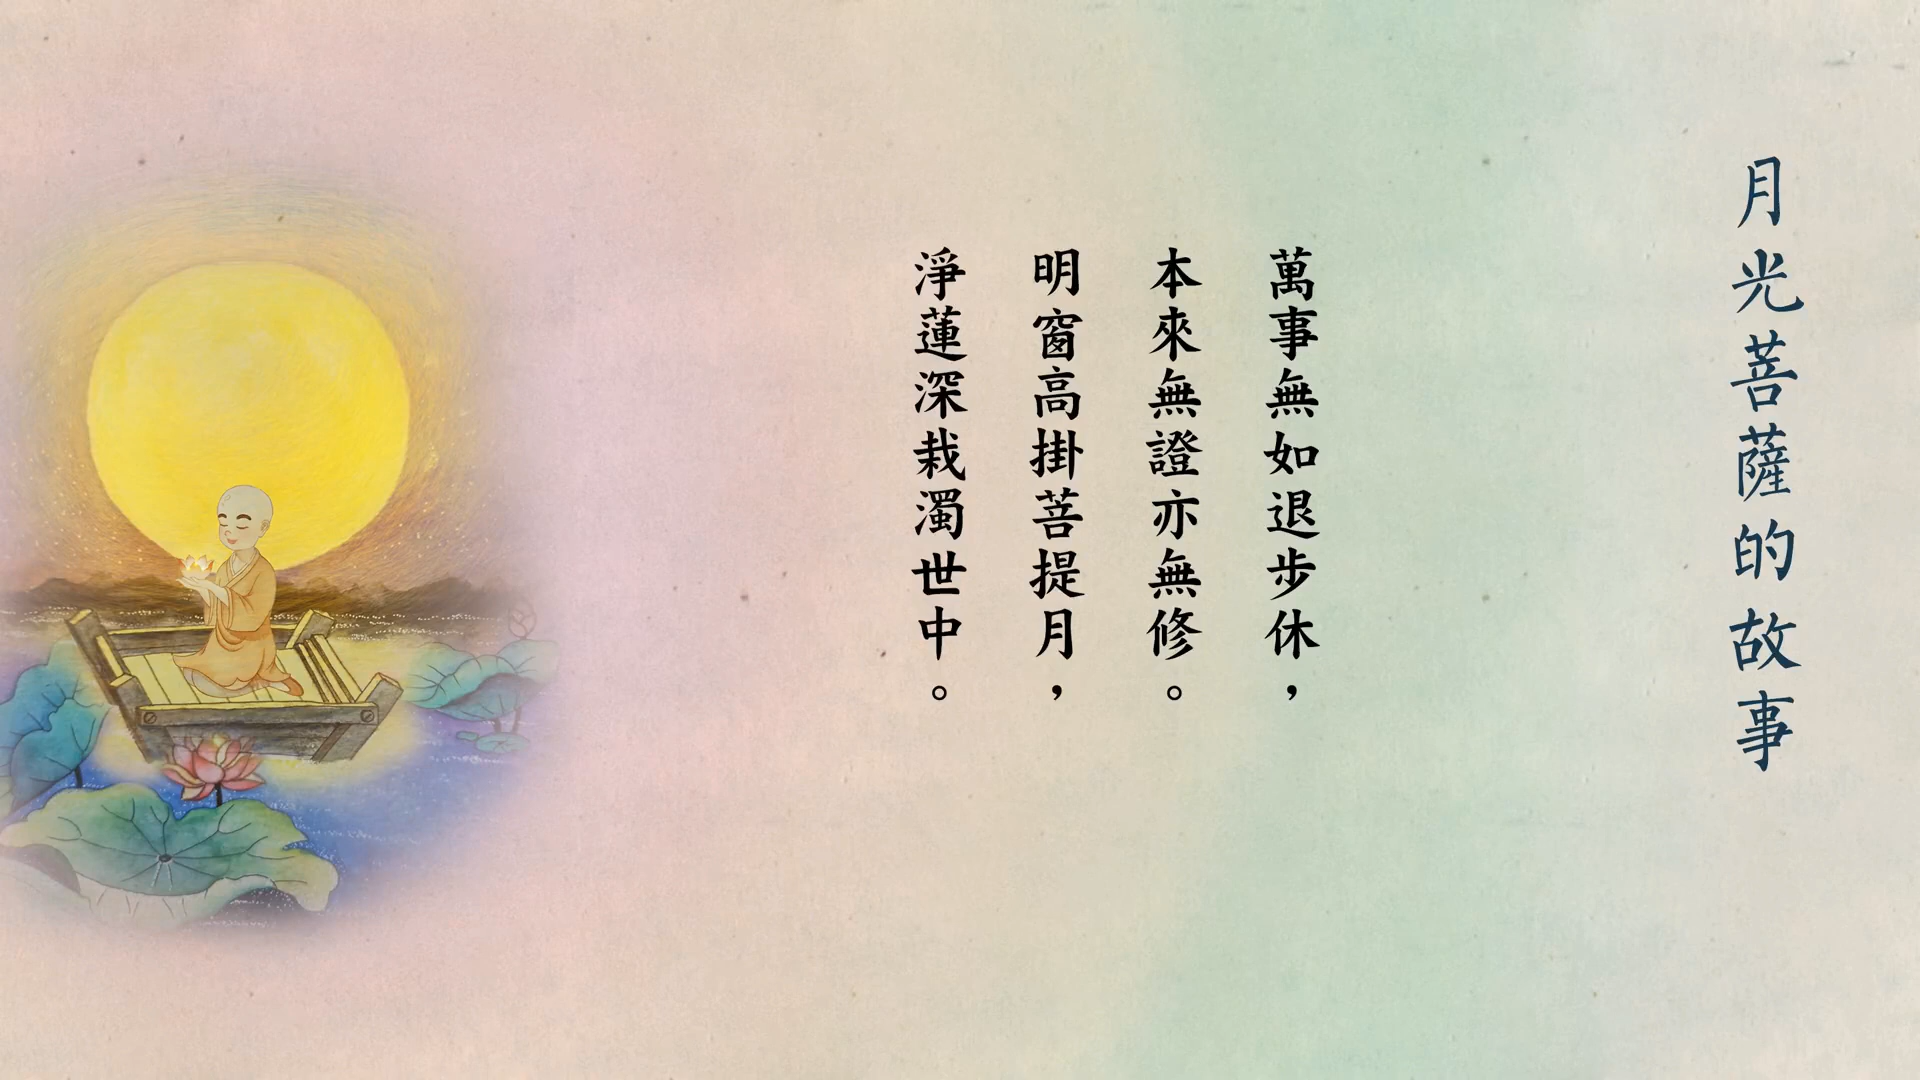 月光菩薩的故事
萬事無如退步休，
本來無證亦無修。
明窗高掛菩提月，
淨蓮深栽濁世中。